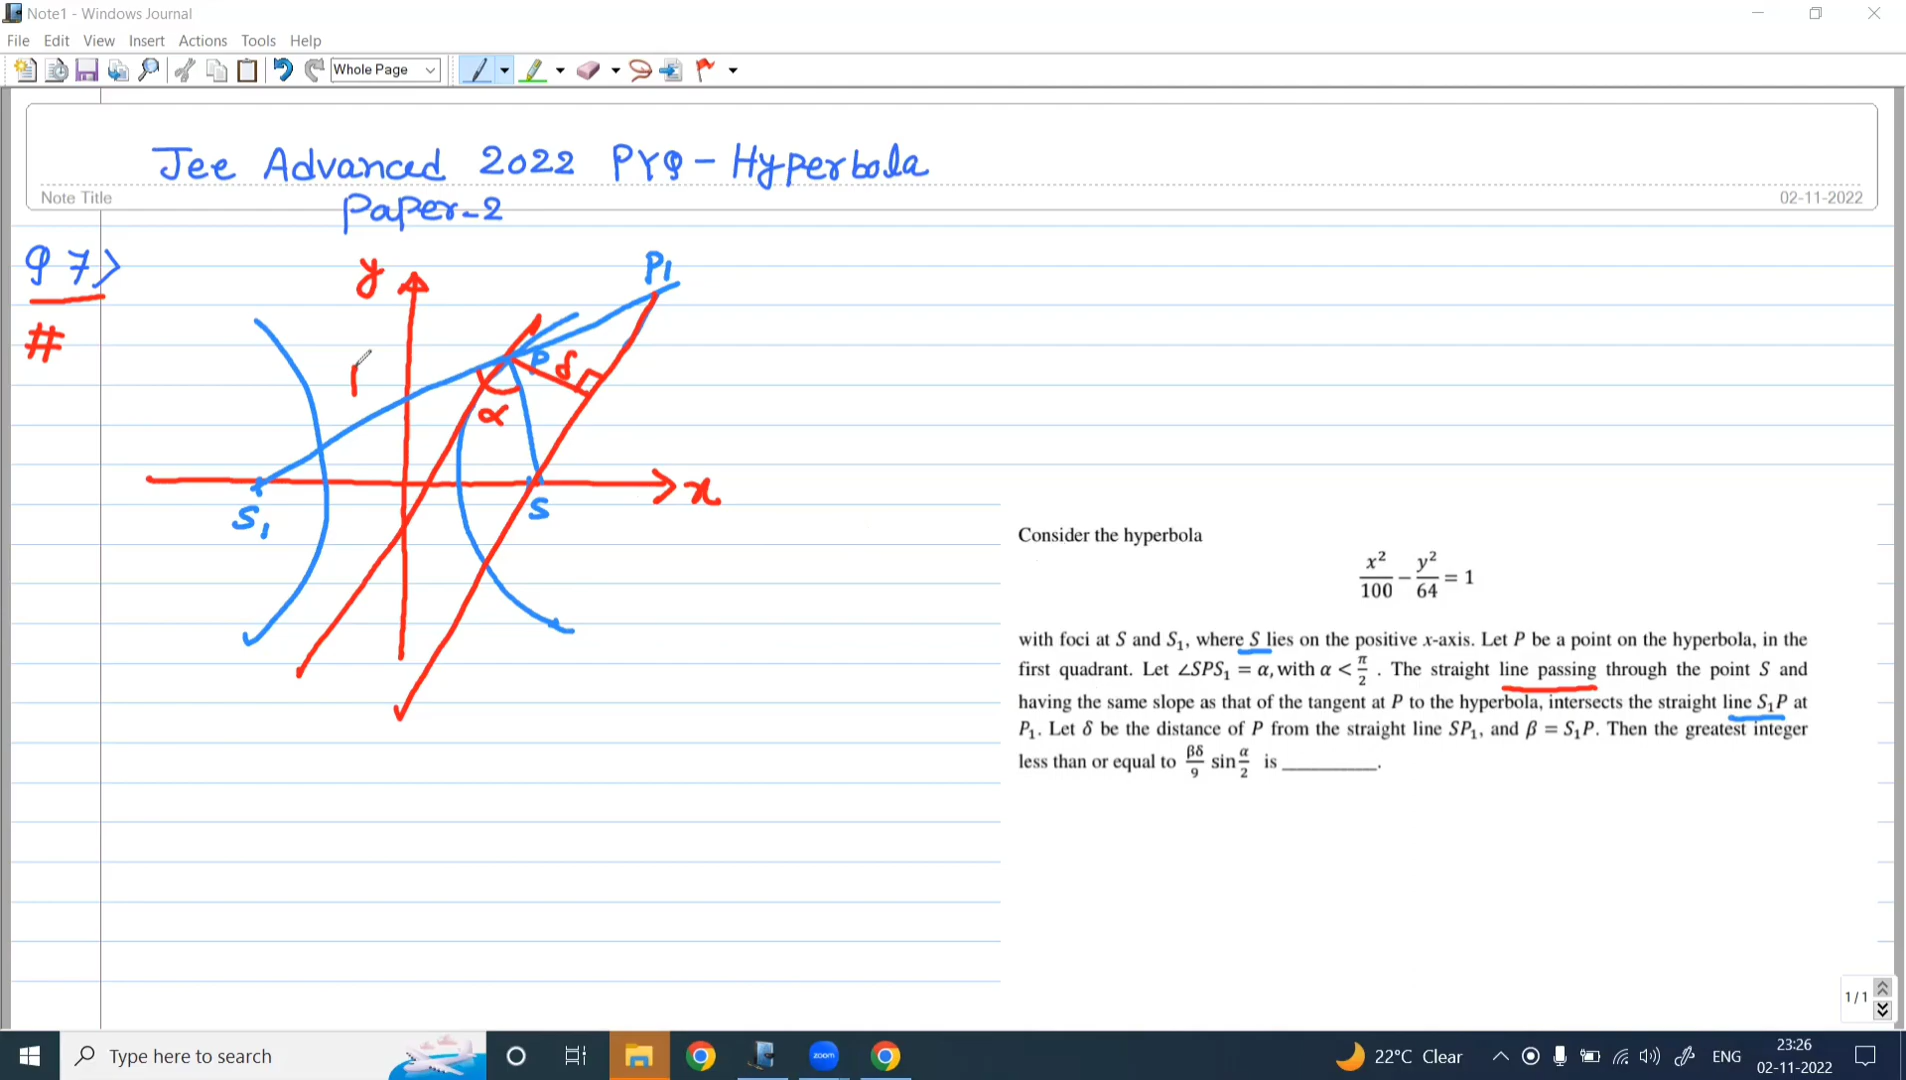 Note1 - Windows Journal
File Edit View Insert Actions Tools Help
Whole Page
Jee Advanced 2022 PYQ - Hyperbola
Note Title
02-11-2022
Paper-2
Q 7>
#
y
P1
P
δ
α
S1
S
x
Consider the hyperbola
x²/100 − y²/64 = 1
with foci at S and S₁, where S lies on the positive x-axis. Let P be a point on the hyperbola, in the
first quadrant. Let ∠SPS₁ = α, with α < π/2 . The straight line passing through the point S and
having the same slope as that of the tangent at P to the hyperbola, intersects the straight line S₁P at
P₁. Let δ be the distance of P from the straight line SP₁, and β = S₁P. Then the greatest integer
less than or equal to βδ/9 sin α/2 is __________.
1 / 1
Type here to search
zoom
22°C Clear
ENG
23:26
02-11-2022